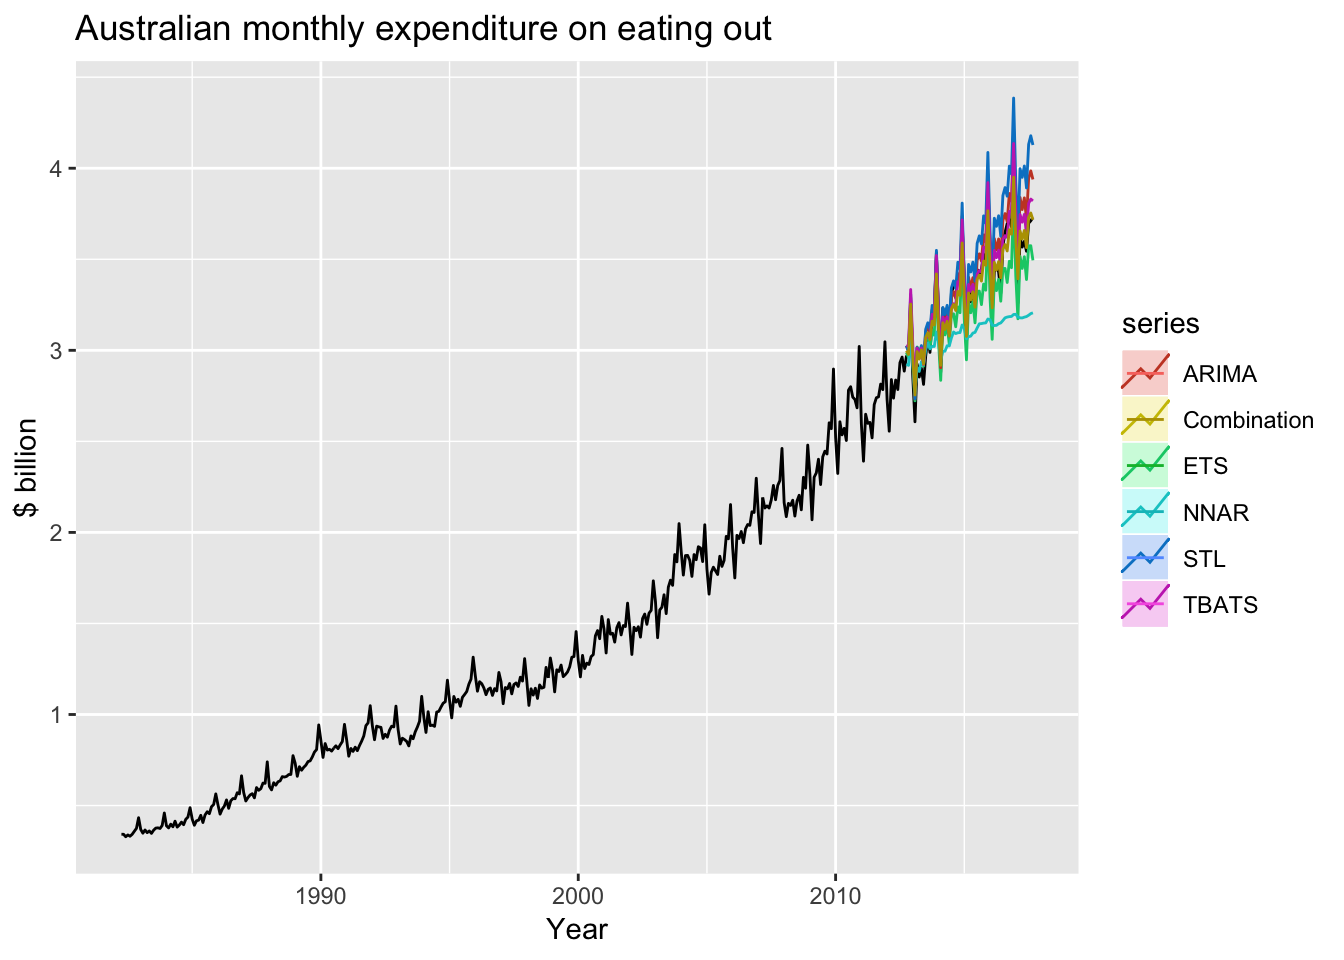 Australian monthly expenditure on eating out
4
3
2
1
$ billion
1990
2000
2010
Year
series
ARIMA
Combination
ETS
NNAR
STL
TBATS